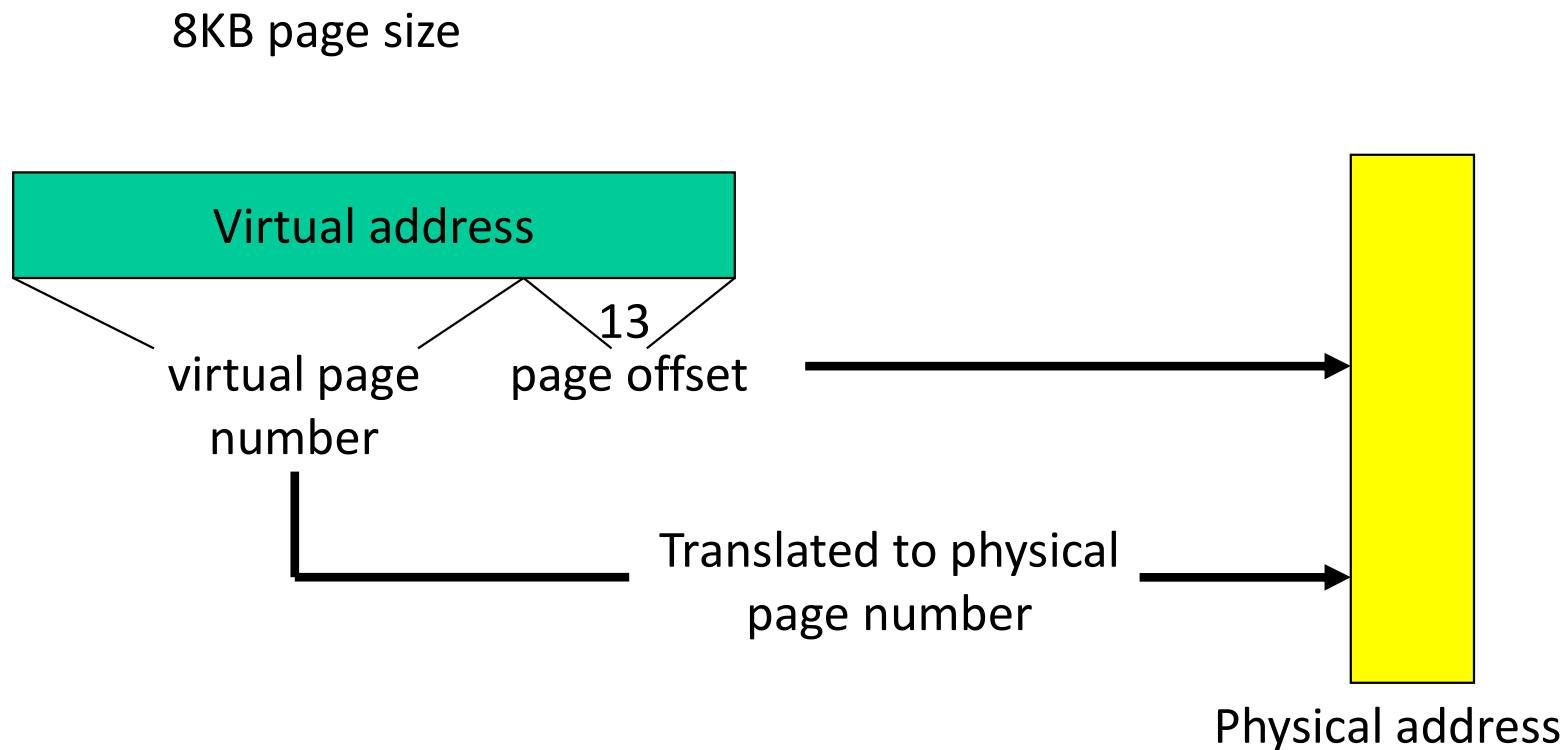 8KB page size
Virtual address
13
virtual page
number
page offset
Translated to physical
page number
Physical address